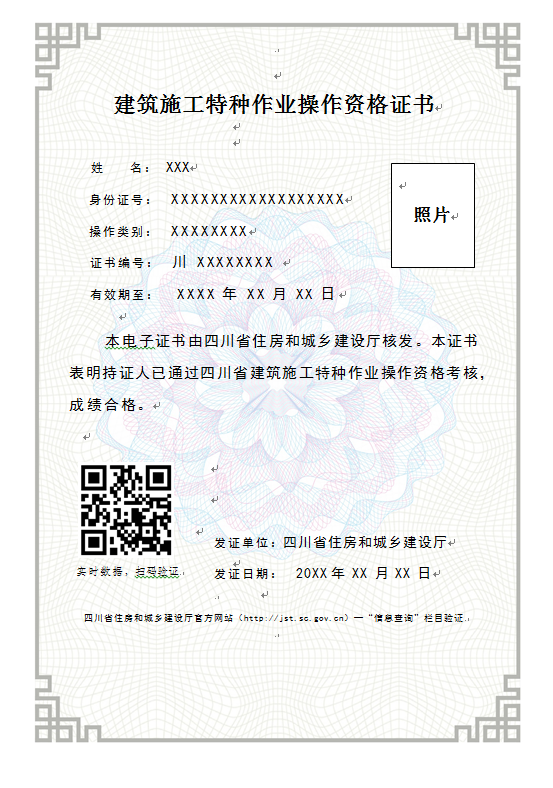 建筑施工特种作业操作资格证书
姓 名： XXX
照片
身份证号： XXXXXXXXXXXXXXXXXX
操作类别： XXXXXXXX
证书编号： 川 XXXXXXXX
有效期至： XXXX 年 XX 月 XX 日
本电子证书由四川省住房和城乡建设厅核发。本证书
表明持证人已通过四川省建筑施工特种作业操作资格考核，
成绩合格。
发证单位：四川省住房和城乡建设厅
实时数据，扫码验证
发证日期： 20XX 年 XX 月 XX 日
四川省住房和城乡建设厅官方网站（http://jst.sc.gov.cn）—“信息查询”栏目验证